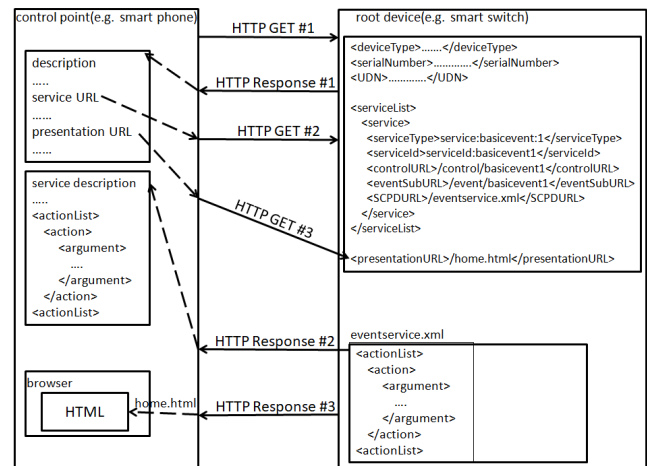 control point(e.g. smart phone)
root device(e.g. smart switch)
HTTP GET #1
description
.....
service URL
......
presentation URL
......
HTTP Response #1
HTTP GET #2
HTTP GET #3
<deviceType>.......</deviceType>
<serialNumber>.............</serialNumber>
<UDN>.............</UDN>
<serviceList>
<service>
<serviceType>service:basicevent:1</serviceType>
<serviceId>serviceId:basicevent1</serviceId>
<controlURL>/control/basicevent1</controlURL>
<eventSubURL>/event/basicevent1</eventSubURL>
<SCPDURL>/eventservice.xml</SCPDURL>
</service>
</serviceList>
<presentationURL>/home.html</presentationURL>
service description
.....
<actionList>
<action>
<argument>
....
</argument>
</action>
<actionList>
HTTP Response #2
eventservice.xml
<actionList>
<action>
<argument>
....
</argument>
</action>
<actionList>
browser
HTML
home.html
HTTP Response #3